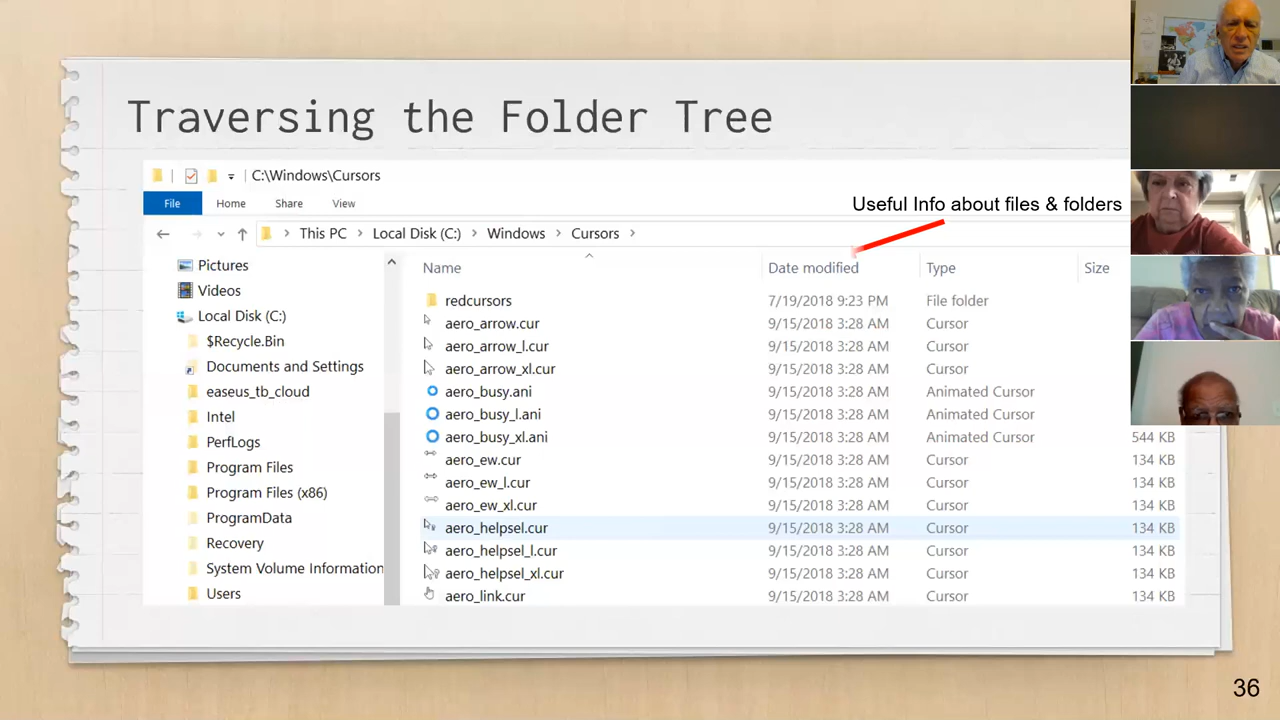 Traversing the Folder Tree
C:\Windows\Cursors
File Home Share View
Useful Info about files & folders
This PC Local Disk (C:) Windows Cursors
Pictures
Videos
Local Disk (C:)
$Recycle.Bin
Documents and Settings
easeus_tb_cloud
Intel
PerfLogs
Program Files
Program Files (x86)
ProgramData
Recovery
System Volume Information
Users
Name Date modified Type Size
redcursors 7/19/2018 9:23 PM File folder
aero_arrow.cur 9/15/2018 3:28 AM Cursor
aero_arrow_l.cur 9/15/2018 3:28 AM Cursor
aero_arrow_xl.cur 9/15/2018 3:28 AM Cursor
aero_busy.ani 9/15/2018 3:28 AM Animated Cursor
aero_busy_l.ani 9/15/2018 3:28 AM Animated Cursor
aero_busy_xl.ani 9/15/2018 3:28 AM Animated Cursor 544 KB
aero_ew.cur 9/15/2018 3:28 AM Cursor 134 KB
aero_ew_l.cur 9/15/2018 3:28 AM Cursor 134 KB
aero_ew_xl.cur 9/15/2018 3:28 AM Cursor 134 KB
aero_helpsel.cur 9/15/2018 3:28 AM Cursor 134 KB
aero_helpsel_l.cur 9/15/2018 3:28 AM Cursor 134 KB
aero_helpsel_xl.cur 9/15/2018 3:28 AM Cursor 134 KB
aero_link.cur 9/15/2018 3:28 AM Cursor 134 KB
36